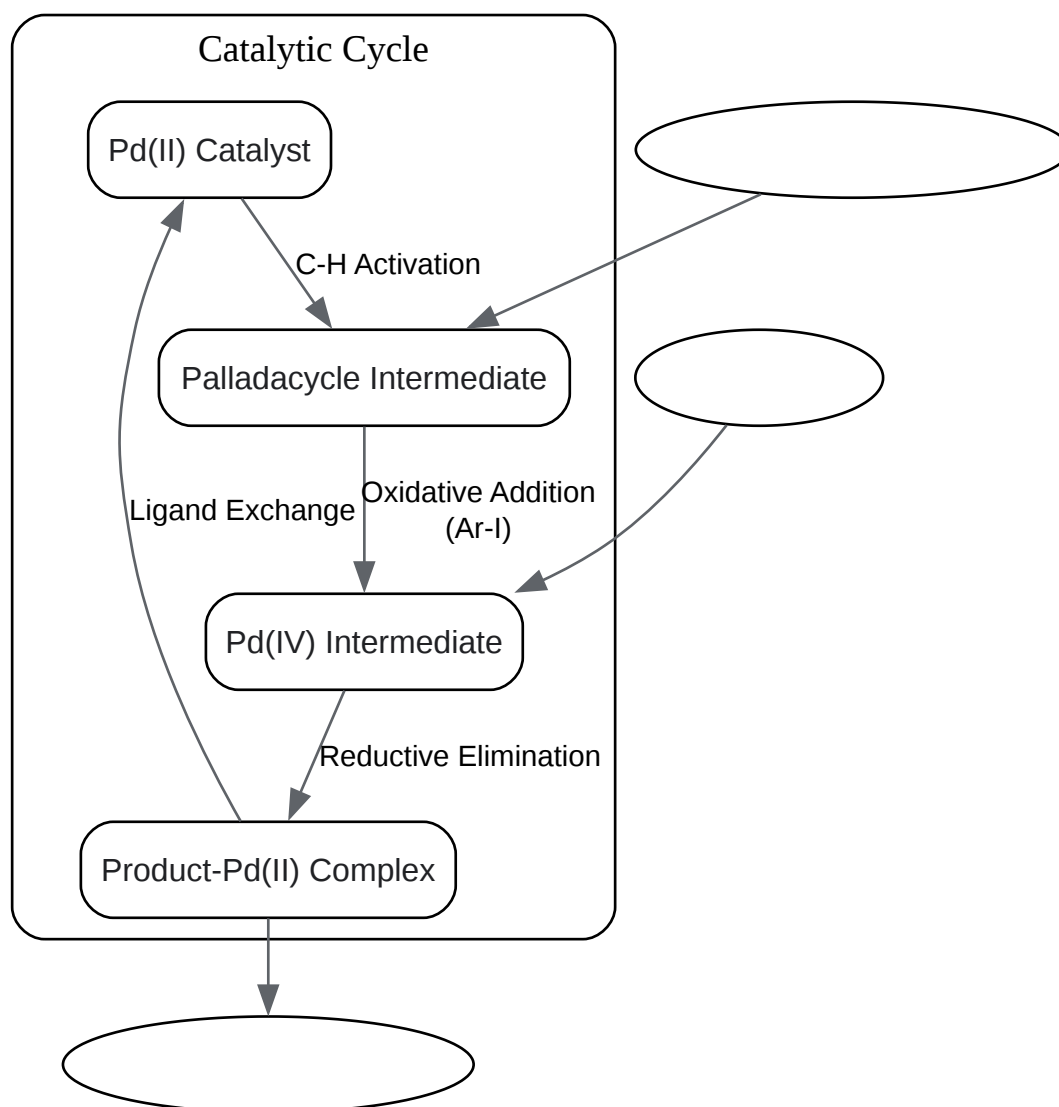 Catalytic Cycle
Pd(II) Catalyst
C-H Activation
Palladacycle Intermediate
Ligand Exchange
Oxidative Addition
(Ar-I)
Pd(IV) Intermediate
Reductive Elimination
Product-Pd(II) Complex